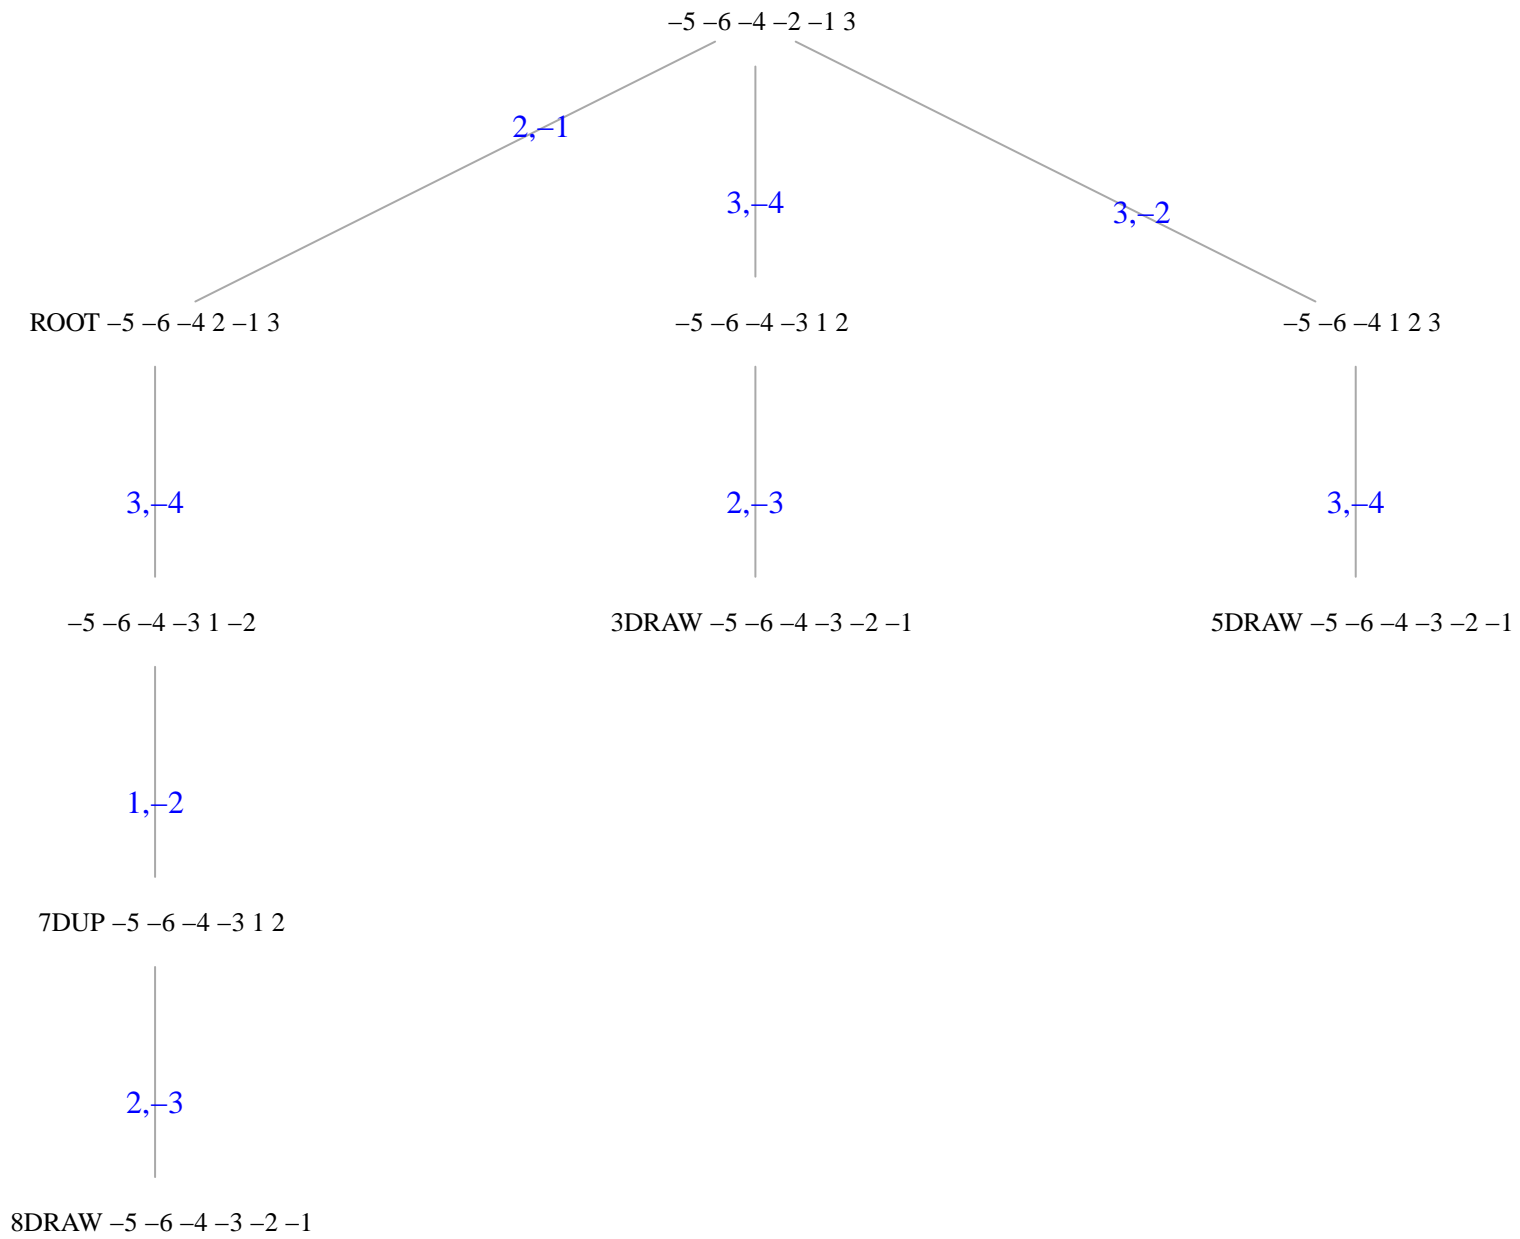 –5 –6 –4 –2 –1 3
2,–1
3,–4
3,–2
ROOT –5 –6 –4 2 –1 3
–5 –6 –4 –3 1 2
–5 –6 –4 1 2 3
3,–4
2,–3
3,–4
–5 –6 –4 –3 1 –2
3DRAW –5 –6 –4 –3 –2 –1
5DRAW –5 –6 –4 –3 –2 –1
1,–2
7DUP –5 –6 –4 –3 1 2
2,–3
8DRAW –5 –6 –4 –3 –2 –1